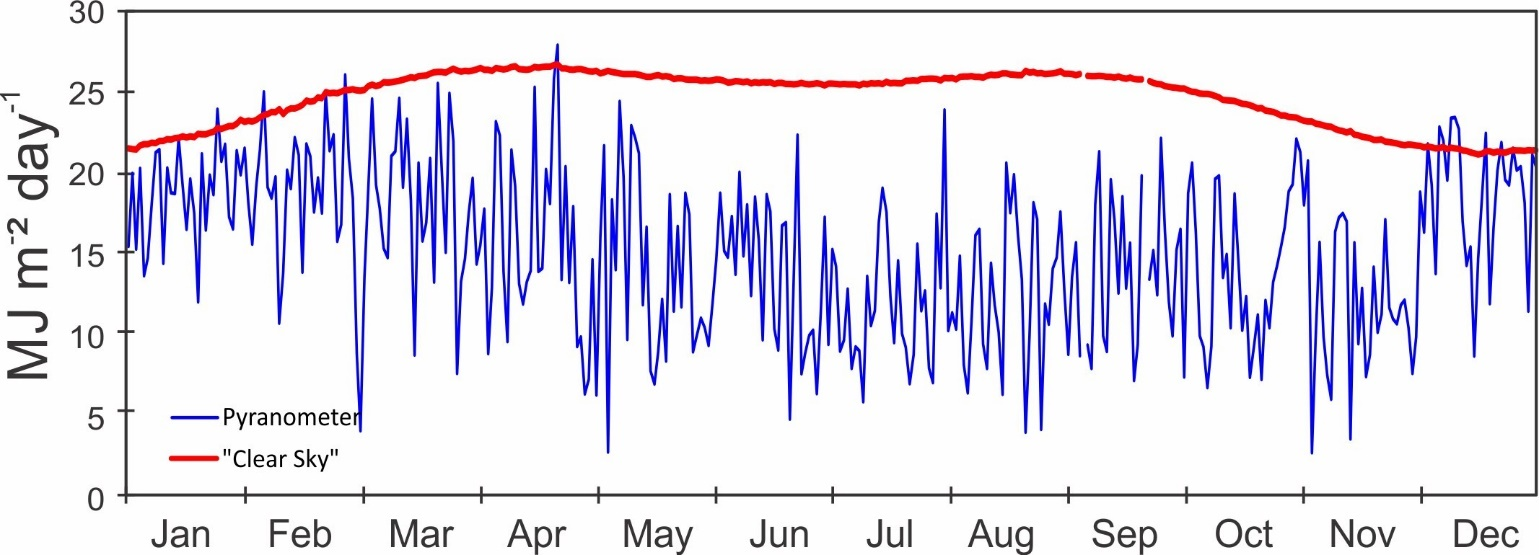 30
25
20
15
10
5
0
MJ m⁻² day⁻¹
Pyranometer
"Clear Sky"
Jan Feb Mar Apr May Jun Jul Aug Sep Oct Nov Dec